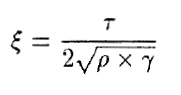 ξ = τ / (2√(ρ × γ))